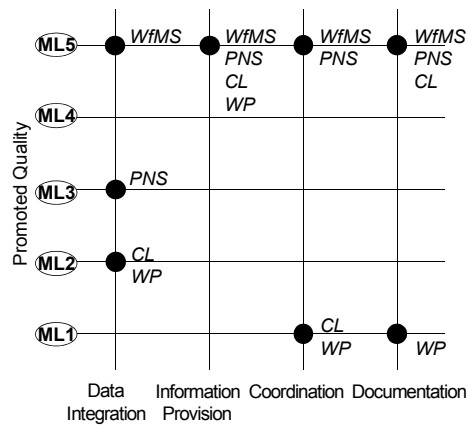 Promoted Quality
ML5
WfMS
WfMS
PNS
CL
WP
WfMS
PNS
WfMS
PNS
CL
ML4
ML3
PNS
ML2
CL
WP
ML1
CL
WP
WP
Data
Integration
Information
Provision
Coordination
Documentation